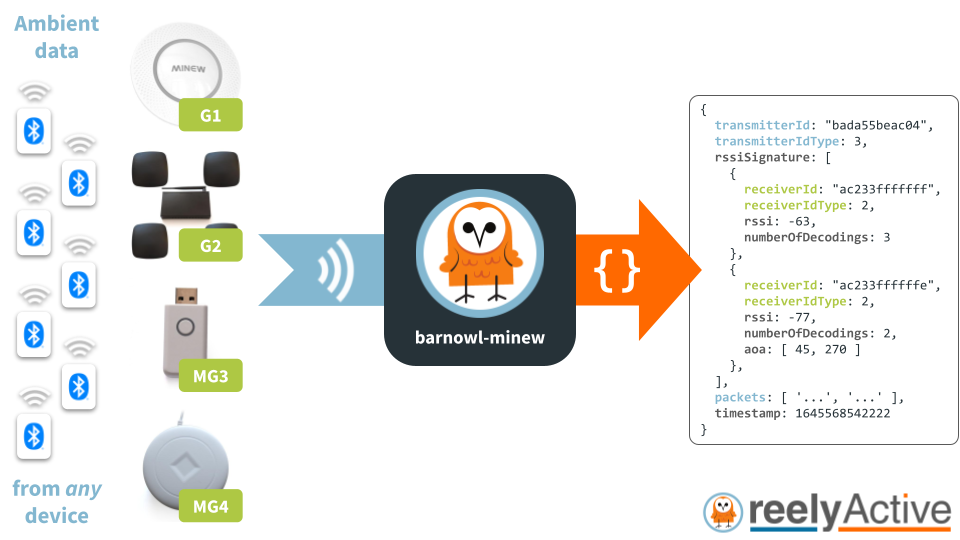 Ambient
data
MINEW
G1
G2
MG3
MG4
from any
device
{}
barnowl-minew
{
transmitterId: "bada55beac04",
transmitterIdType: 3,
rssiSignature: [
{
receiverId: "ac233fffffff",
receiverIdType: 2,
rssi: -63,
numberOfDecodings: 3
},
{
receiverId: "ac233ffffffe",
receiverIdType: 2,
rssi: -77,
numberOfDecodings: 2,
aoa: [ 45, 270 ]
},
],
packets: [ '...', '...' ],
timestamp: 1645568542222
}
reelyActive